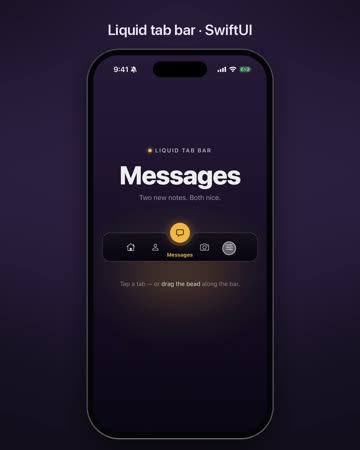 Liquid tab bar · SwiftUI
9:41
LIQUID TAB BAR
Messages
Two new notes. Both nice.
Messages
Tap a tab — or drag the bead along the bar.